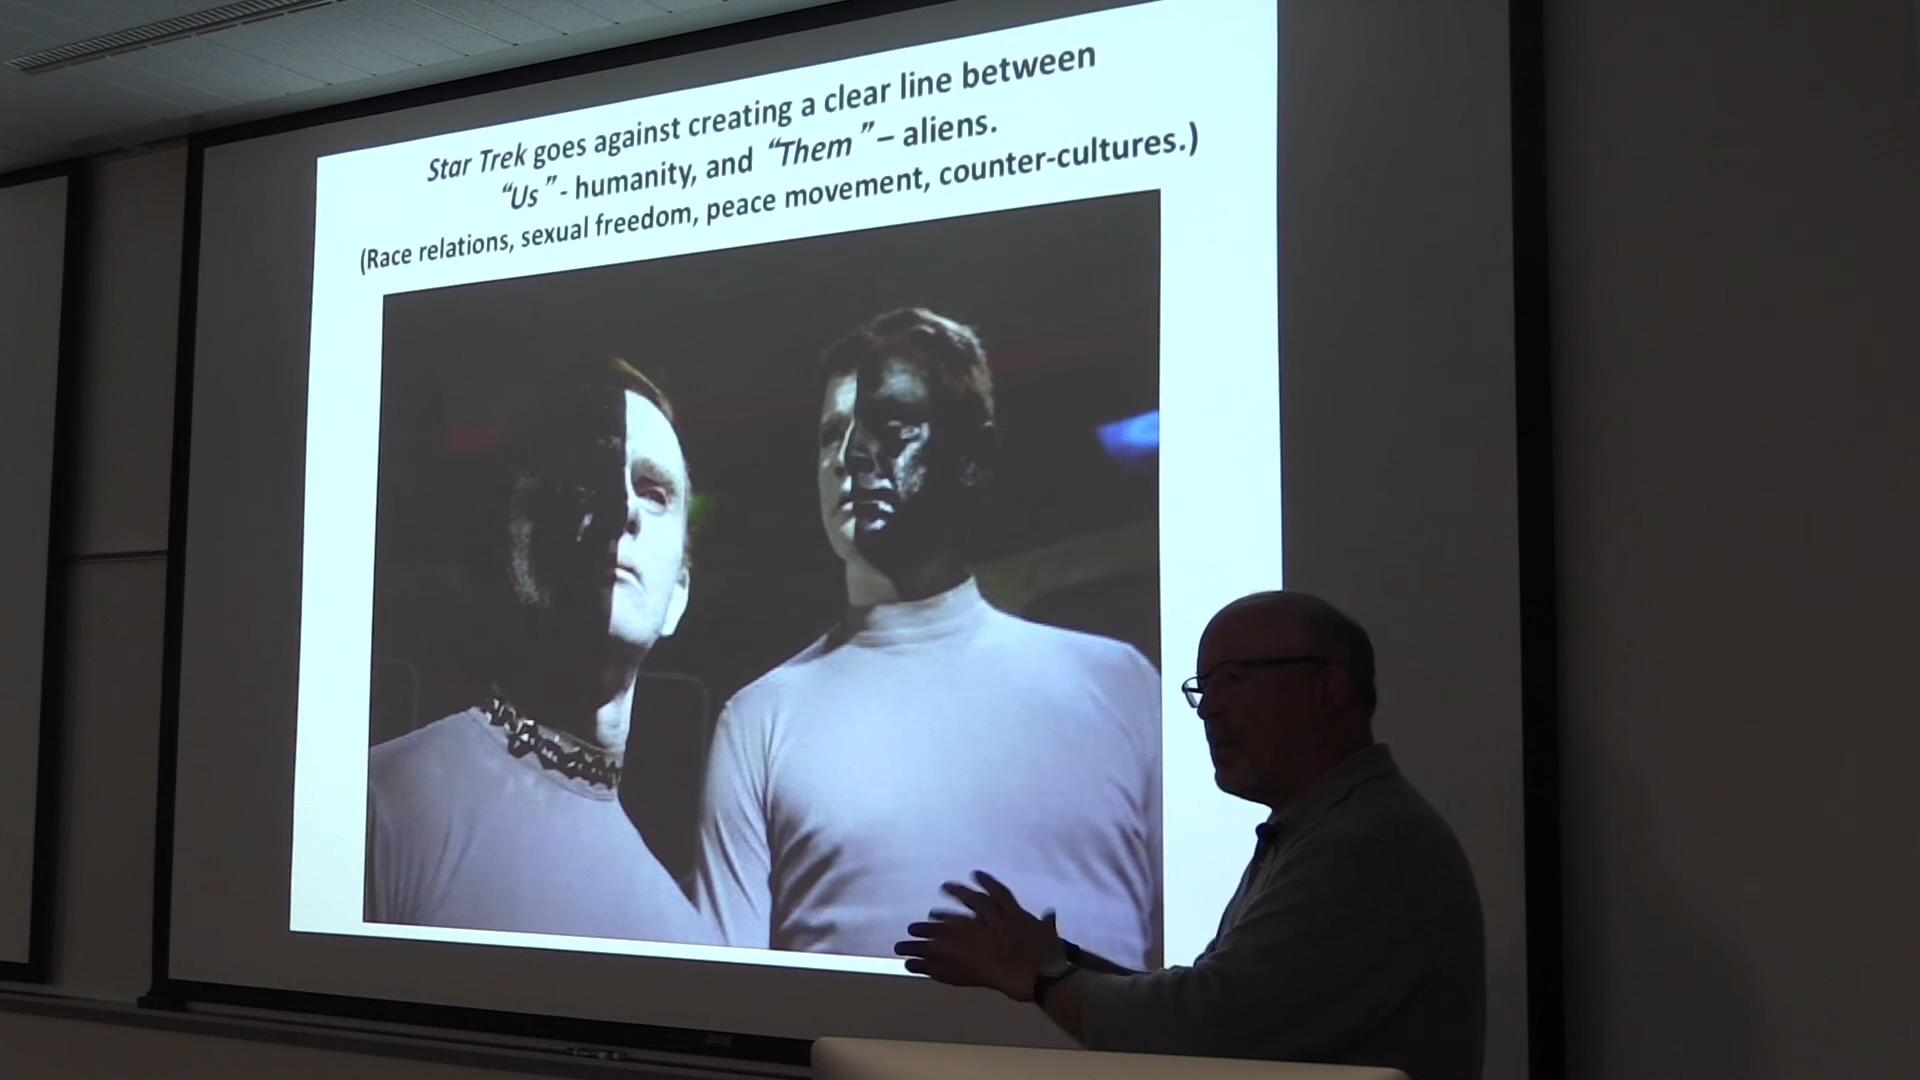 Star Trek goes against creating a clear line between
“Us” - humanity, and “Them” – aliens.
(Race relations, sexual freedom, peace movement, counter-cultures.)